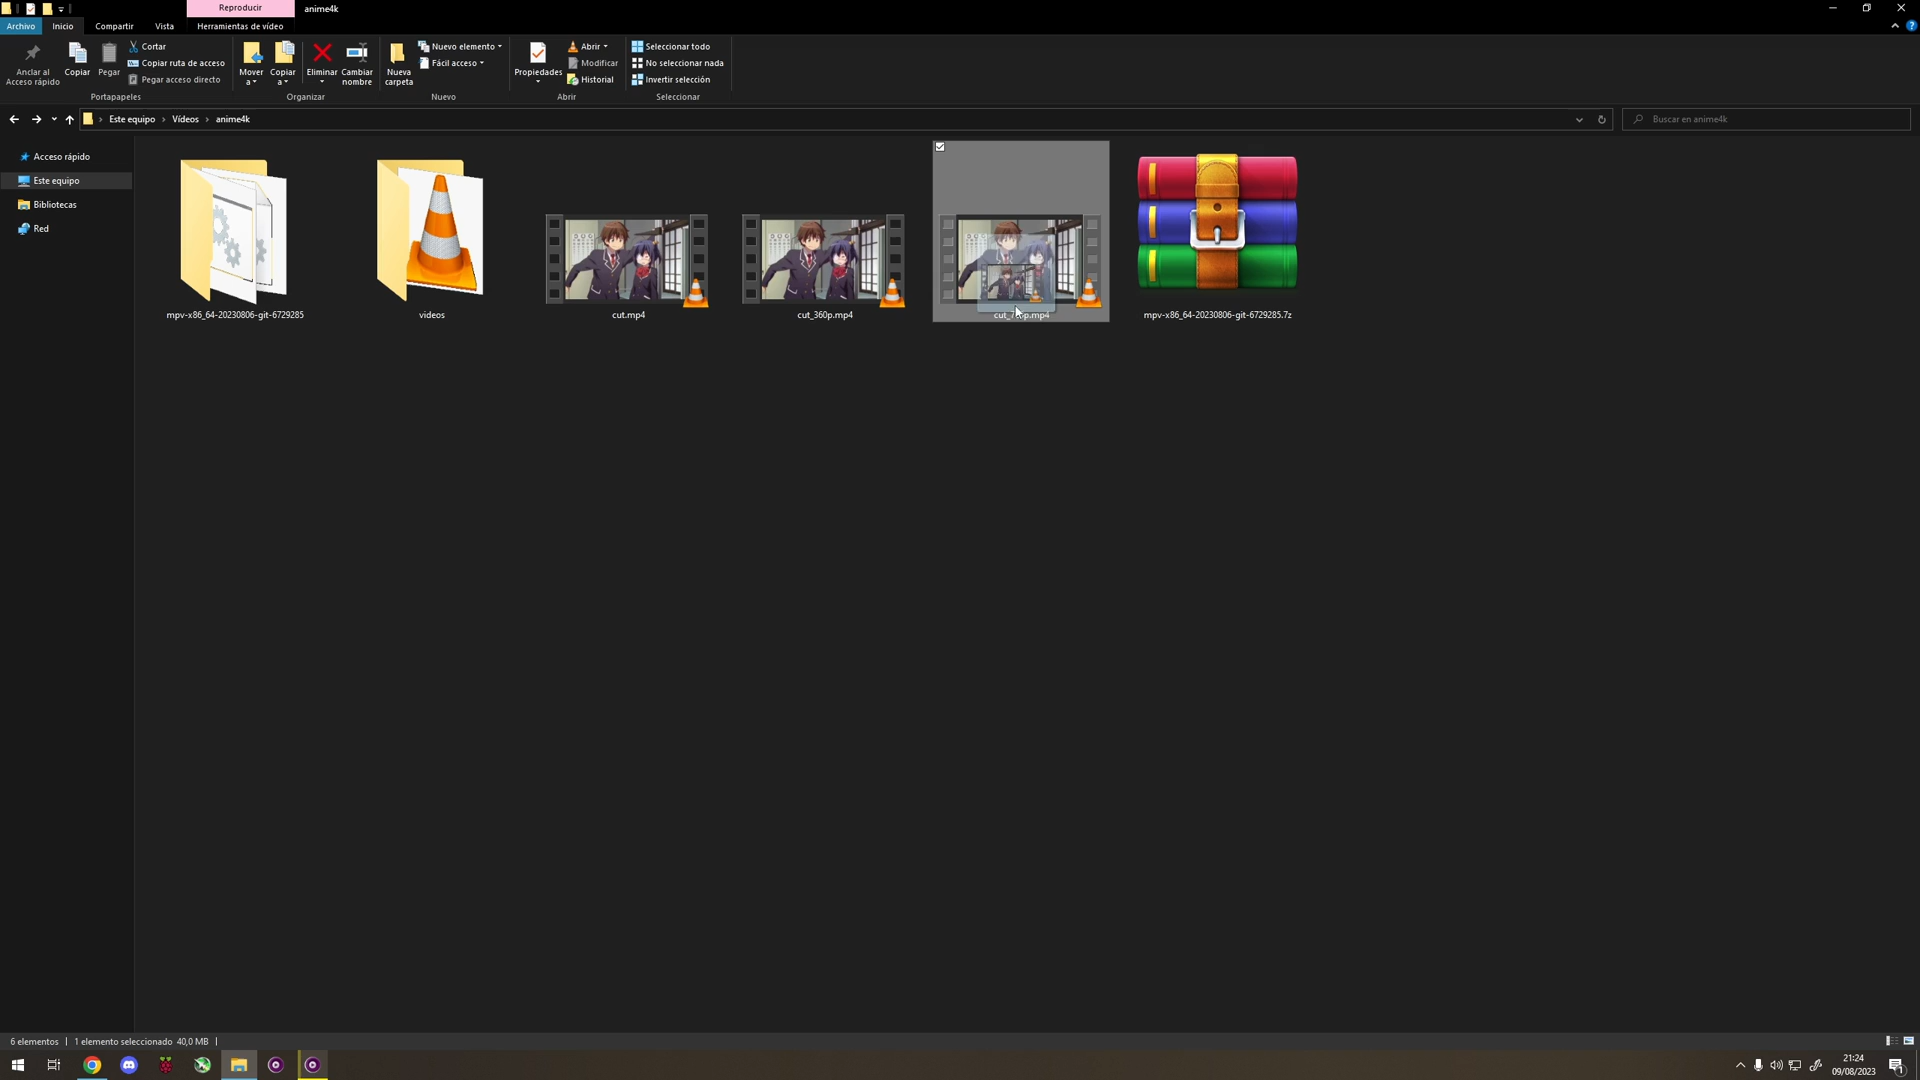 Reproducir
anime4k
Archivo
Inicio
Compartir
Vista
Herramientas de vídeo
Anclar al
Acceso rápido
Copiar
Pegar
Cortar
Copiar ruta de acceso
Pegar acceso directo
Portapapeles
Mover
a
Copiar
a
Eliminar
Cambiar
nombre
Organizar
Nueva
carpeta
Nuevo elemento
Fácil acceso
Nuevo
Propiedades
Abrir
Modificar
Historial
Abrir
Seleccionar todo
No seleccionar nada
Invertir selección
Seleccionar
Este equipo
Vídeos
anime4k
Buscar en anime4k
Acceso rápido
Este equipo
Bibliotecas
Red
mpv-x86_64-20230806-git-6729285
videos
cut.mp4
cut_360p.mp4
mpv-x86_64-20230806-git-6729285.7z
6 elementos
1 elemento seleccionado 40,0 MB
21:24
09/08/2023